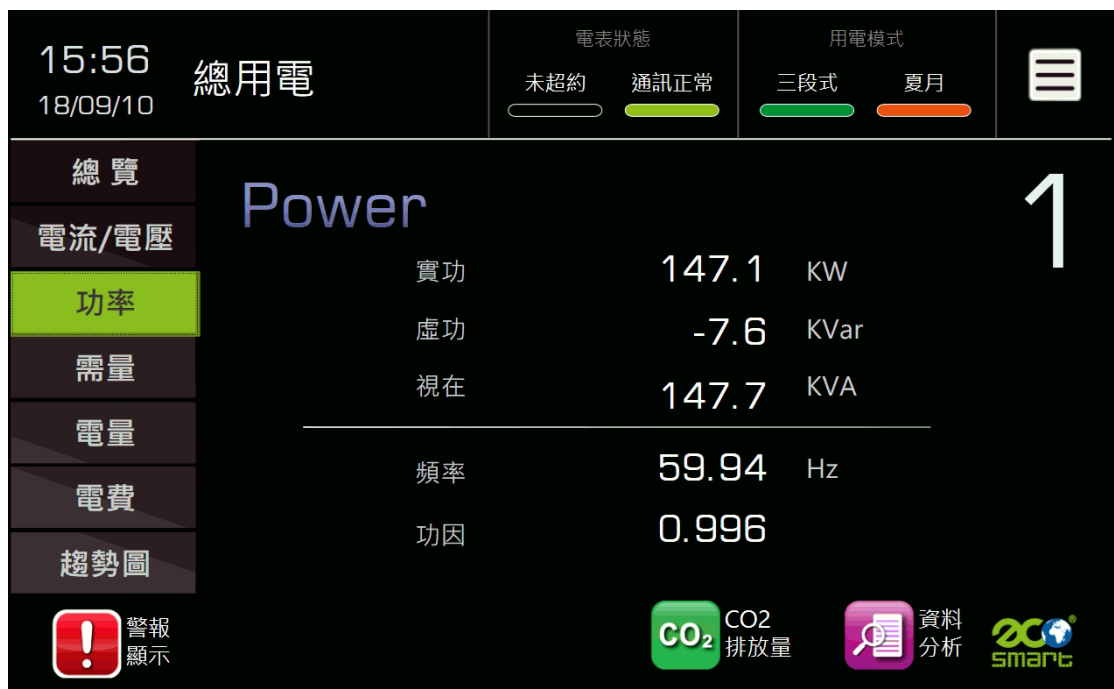 15:56
18/09/10
總用電
電表狀態
未超約 通訊正常
用電模式
三段式 夏月
總 覽
電流/電壓
功率
需量
電量
電費
趨勢圖
Power
1
實功 147.1 KW
虛功 -7.6 KVar
視在 147.7 KVA
頻率 59.94 Hz
功因 0.996
警報
顯示
CO₂
CO2
排放量
資料
分析
eco®
smart